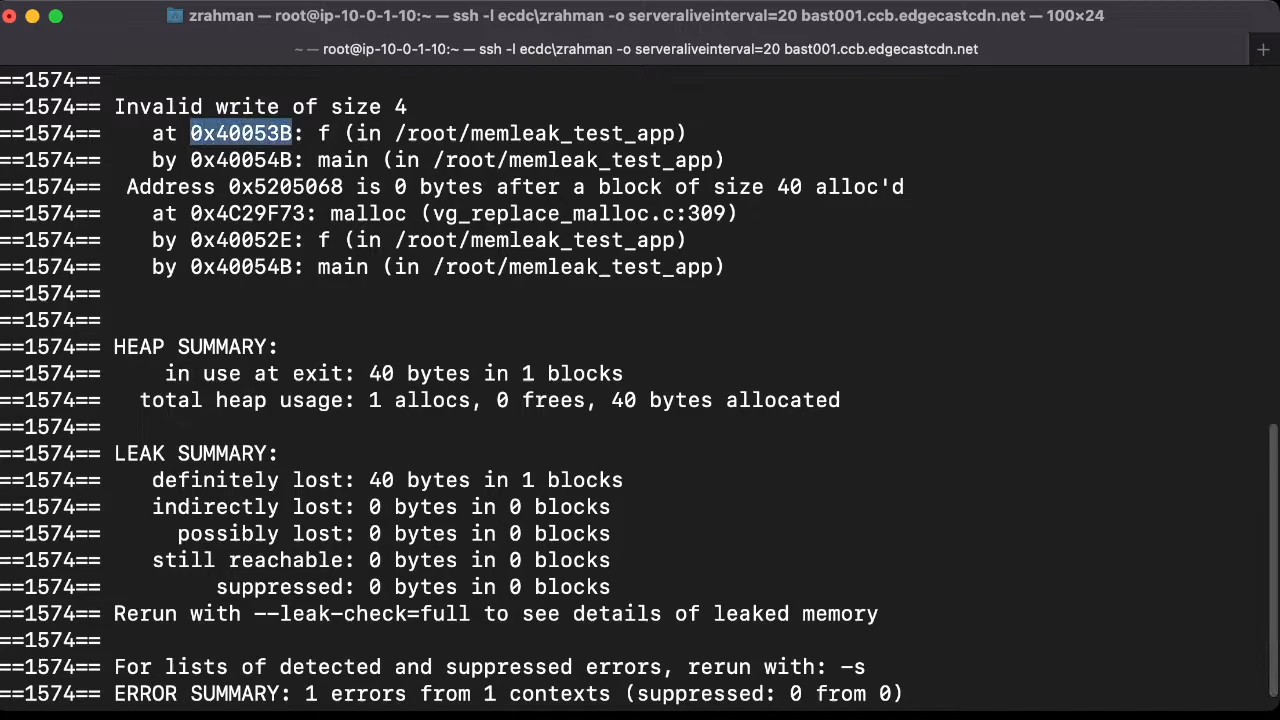 zrahman — root@ip-10-0-1-10:~ — ssh -l ecdc\zrahman -o serveraliveinterval=20 bast001.ccb.edgecastcdn.net — 100×24
~ — root@ip-10-0-1-10:~ — ssh -l ecdc\zrahman -o serveraliveinterval=20 bast001.ccb.edgecastcdn.net +
==1574==
==1574== Invalid write of size 4
==1574==    at 0x40053B: f (in /root/memleak_test_app)
==1574==    by 0x40054B: main (in /root/memleak_test_app)
==1574==  Address 0x5205068 is 0 bytes after a block of size 40 alloc'd
==1574==    at 0x4C29F73: malloc (vg_replace_malloc.c:309)
==1574==    by 0x40052E: f (in /root/memleak_test_app)
==1574==    by 0x40054B: main (in /root/memleak_test_app)
==1574==
==1574==
==1574== HEAP SUMMARY:
==1574==     in use at exit: 40 bytes in 1 blocks
==1574==   total heap usage: 1 allocs, 0 frees, 40 bytes allocated
==1574==
==1574== LEAK SUMMARY:
==1574==    definitely lost: 40 bytes in 1 blocks
==1574==    indirectly lost: 0 bytes in 0 blocks
==1574==      possibly lost: 0 bytes in 0 blocks
==1574==    still reachable: 0 bytes in 0 blocks
==1574==         suppressed: 0 bytes in 0 blocks
==1574== Rerun with --leak-check=full to see details of leaked memory
==1574==
==1574== For lists of detected and suppressed errors, rerun with: -s
==1574== ERROR SUMMARY: 1 errors from 1 contexts (suppressed: 0 from 0)